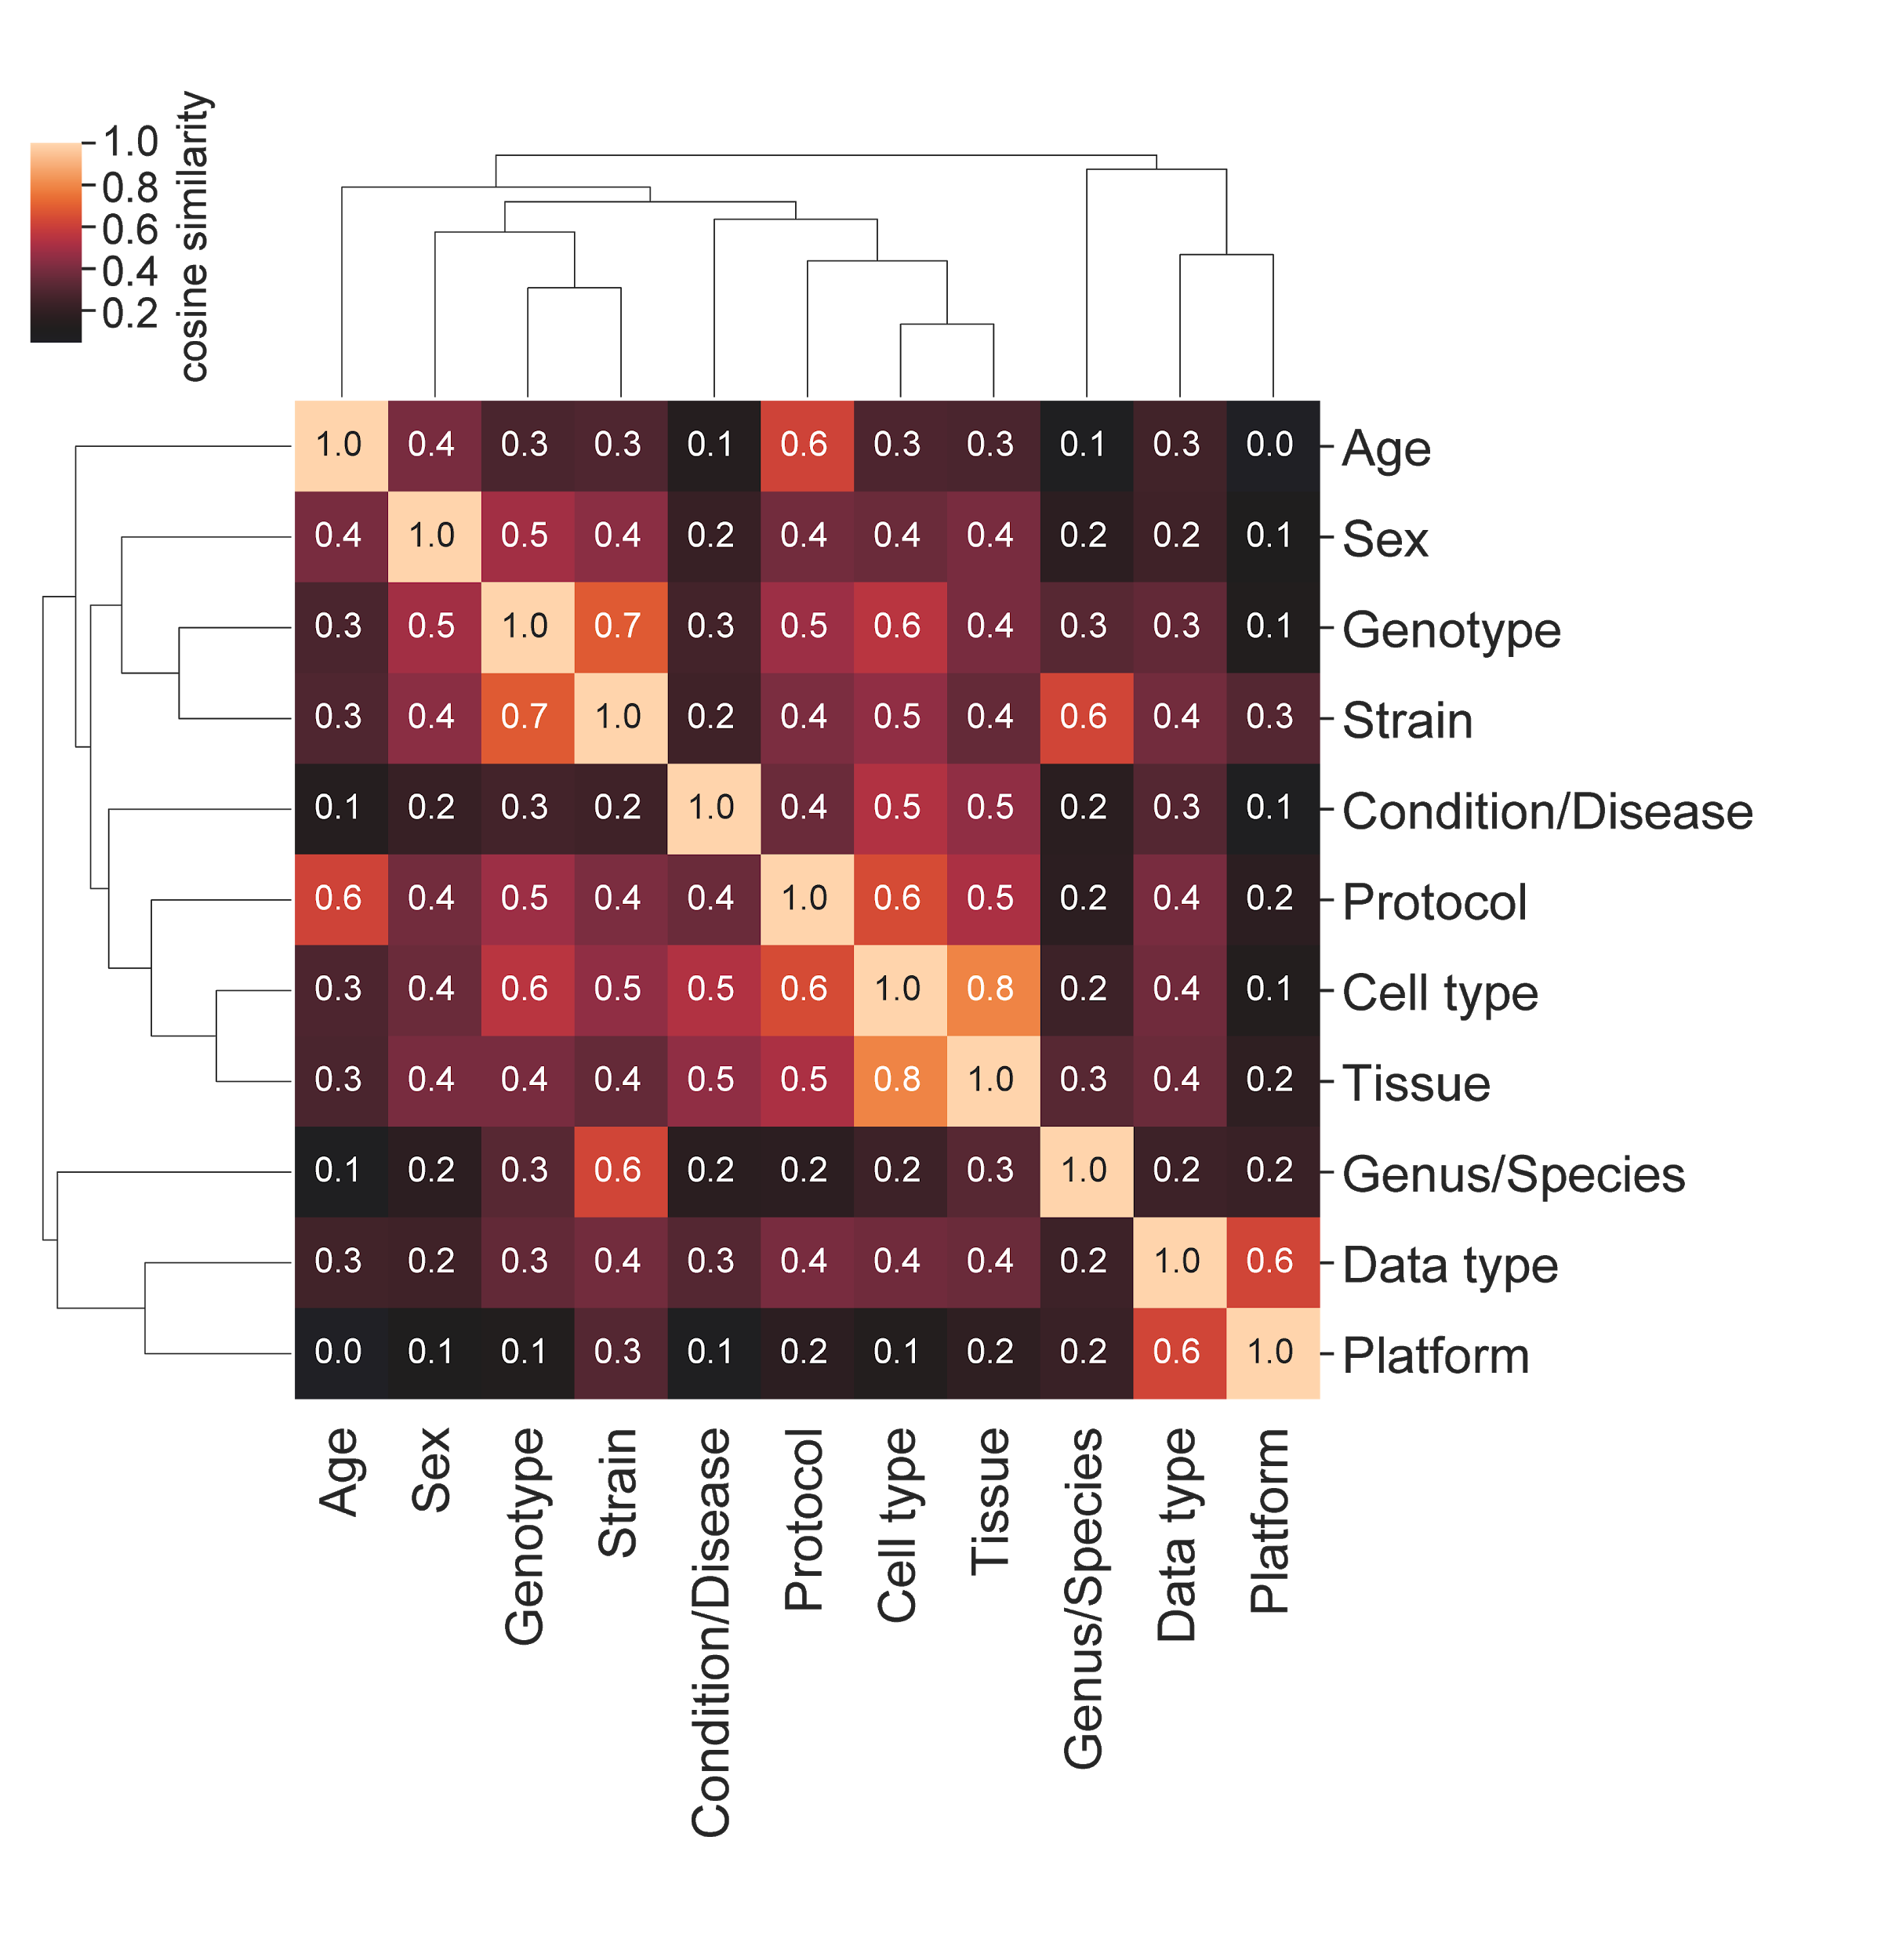 1.0
0.8
0.6
0.4
0.2
cosine similarity
1.0 0.4 0.3 0.3 0.1 0.6 0.3 0.3 0.1 0.3 0.0 Age
0.4 1.0 0.5 0.4 0.2 0.4 0.4 0.4 0.2 0.2 0.1 Sex
0.3 0.5 1.0 0.7 0.3 0.5 0.6 0.4 0.3 0.3 0.1 Genotype
0.3 0.4 0.7 1.0 0.2 0.4 0.5 0.4 0.6 0.4 0.3 Strain
0.1 0.2 0.3 0.2 1.0 0.4 0.5 0.5 0.2 0.3 0.1 Condition/Disease
0.6 0.4 0.5 0.4 0.4 1.0 0.6 0.5 0.2 0.4 0.2 Protocol
0.3 0.4 0.6 0.5 0.5 0.6 1.0 0.8 0.2 0.4 0.1 Cell type
0.3 0.4 0.4 0.4 0.5 0.5 0.8 1.0 0.3 0.4 0.2 Tissue
0.1 0.2 0.3 0.6 0.2 0.2 0.2 0.3 1.0 0.2 0.2 Genus/Species
0.3 0.2 0.3 0.4 0.3 0.4 0.4 0.4 0.2 1.0 0.6 Data type
0.0 0.1 0.1 0.3 0.1 0.2 0.1 0.2 0.2 0.6 1.0 Platform
Age
Sex
Genotype
Strain
Condition/Disease
Protocol
Cell type
Tissue
Genus/Species
Data type
Platform